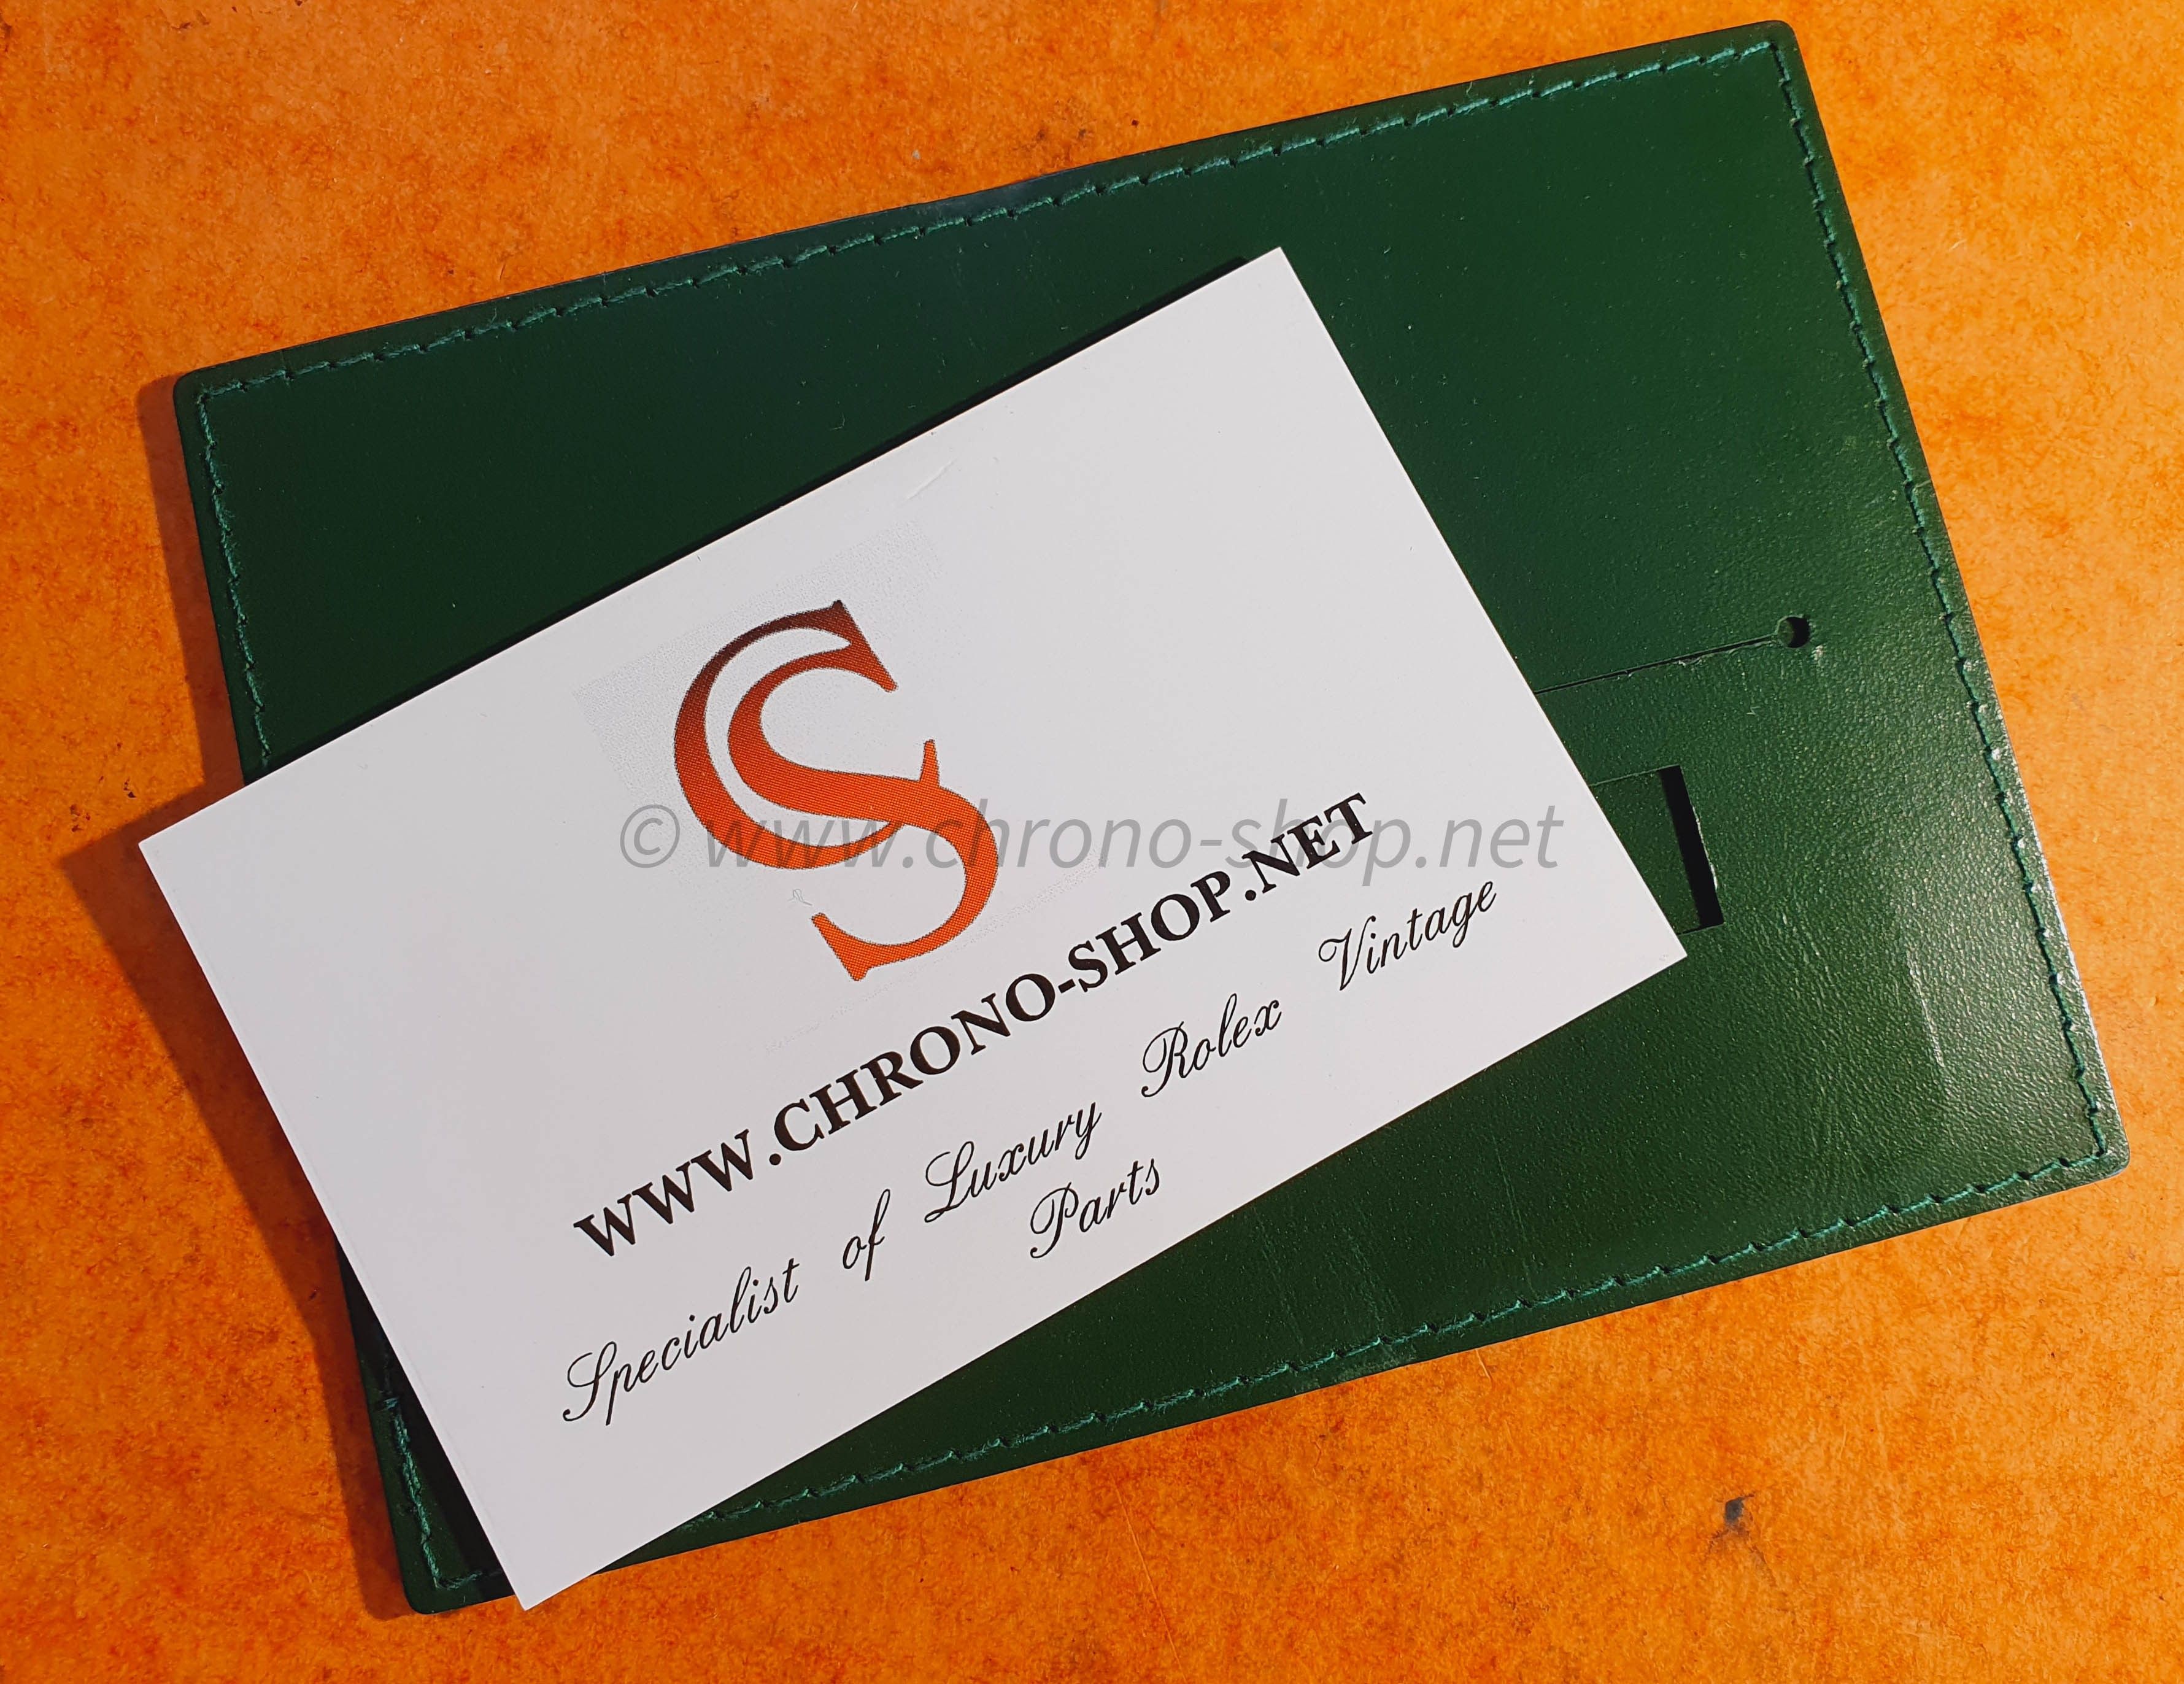 CS
WWW.CHRONO-SHOP.NET
Specialist of Luxury Rolex Vintage
Parts
© www.chrono-shop.net